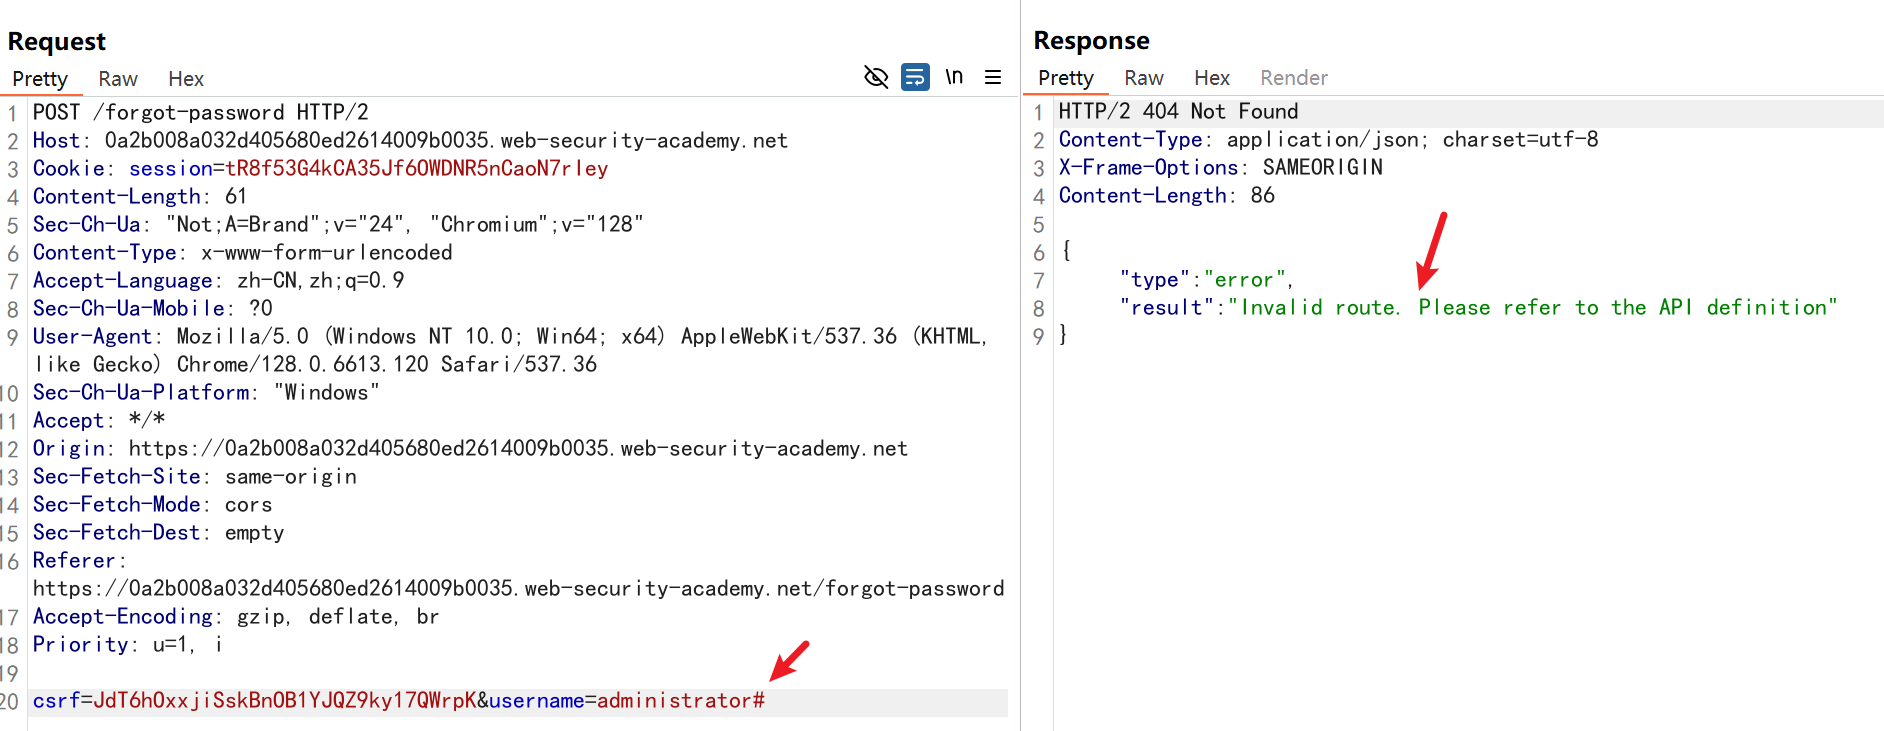 Request
Pretty Raw Hex
\n
1 POST /forgot-password HTTP/2
2 Host: 0a2b008a032d405680ed2614009b0035.web-security-academy.net
3 Cookie: session=tR8f53G4kCA35Jf6OWDNR5nCaoN7rIey
4 Content-Length: 61
5 Sec-Ch-Ua: "Not;A=Brand";v="24", "Chromium";v="128"
6 Content-Type: x-www-form-urlencoded
7 Accept-Language: zh-CN,zh;q=0.9
8 Sec-Ch-Ua-Mobile: ?0
9 User-Agent: Mozilla/5.0 (Windows NT 10.0; Win64; x64) AppleWebKit/537.36 (KHTML,
like Gecko) Chrome/128.0.6613.120 Safari/537.36
10 Sec-Ch-Ua-Platform: "Windows"
11 Accept: */*
12 Origin: https://0a2b008a032d405680ed2614009b0035.web-security-academy.net
13 Sec-Fetch-Site: same-origin
14 Sec-Fetch-Mode: cors
15 Sec-Fetch-Dest: empty
16 Referer:
https://0a2b008a032d405680ed2614009b0035.web-security-academy.net/forgot-password
17 Accept-Encoding: gzip, deflate, br
18 Priority: u=1, i
19
20 csrf=JdT6hOxxjiSskBnOB1YJQZ9ky17QWrpK&username=administrator#
Response
Pretty Raw Hex Render
1 HTTP/2 404 Not Found
2 Content-Type: application/json; charset=utf-8
3 X-Frame-Options: SAMEORIGIN
4 Content-Length: 86
5
6 {
7 "type":"error",
8 "result":"Invalid route. Please refer to the API definition"
9 }